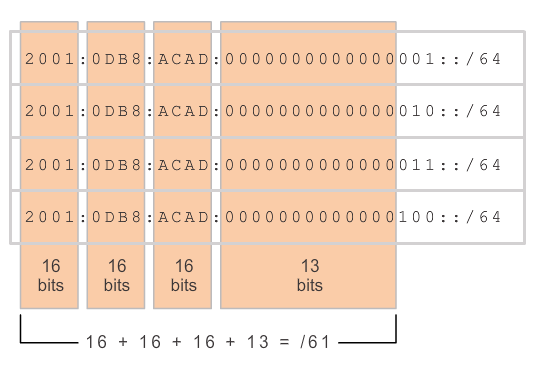 2001:0DB8:ACAD:0000000000000001::/64
2001:0DB8:ACAD:0000000000000010::/64
2001:0DB8:ACAD:0000000000000011::/64
2001:0DB8:ACAD:0000000000000100::/64
16 bits 16 bits 16 bits 13 bits
16 + 16 + 16 + 13 = /61